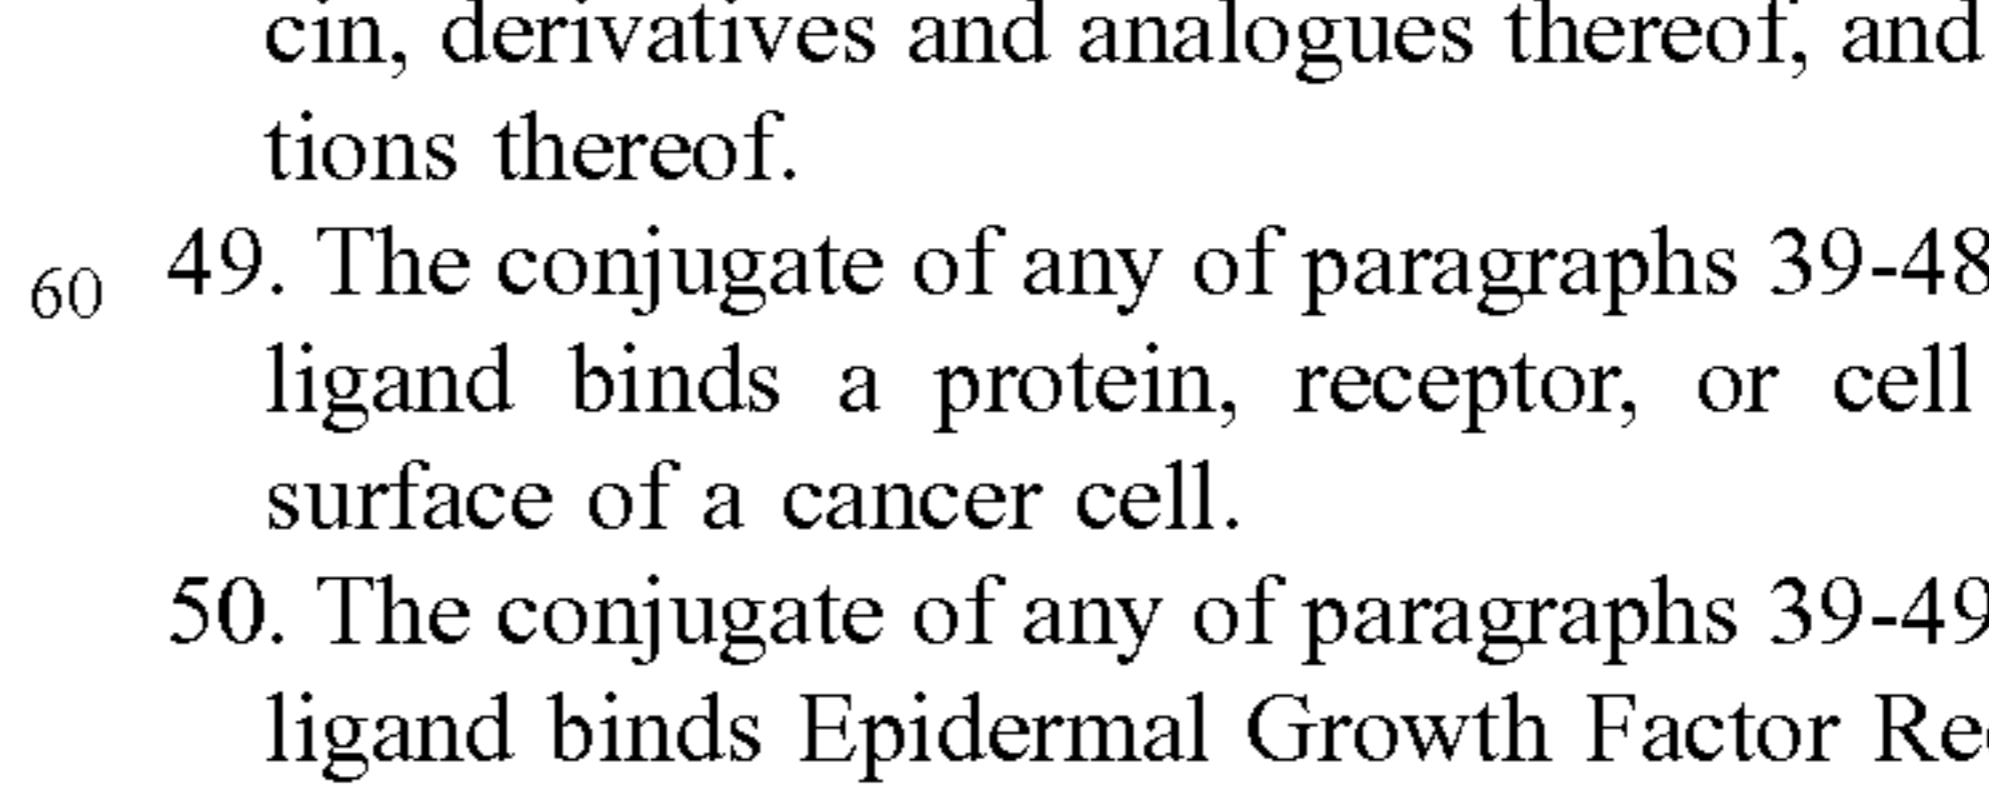 cin, derivatives and analogues thereof, and
tions thereof.
60 49. The conjugate of any of paragraphs 39-48
ligand binds a protein, receptor, or cell
surface of a cancer cell.
50. The conjugate of any of paragraphs 39-49
ligand binds Epidermal Growth Factor